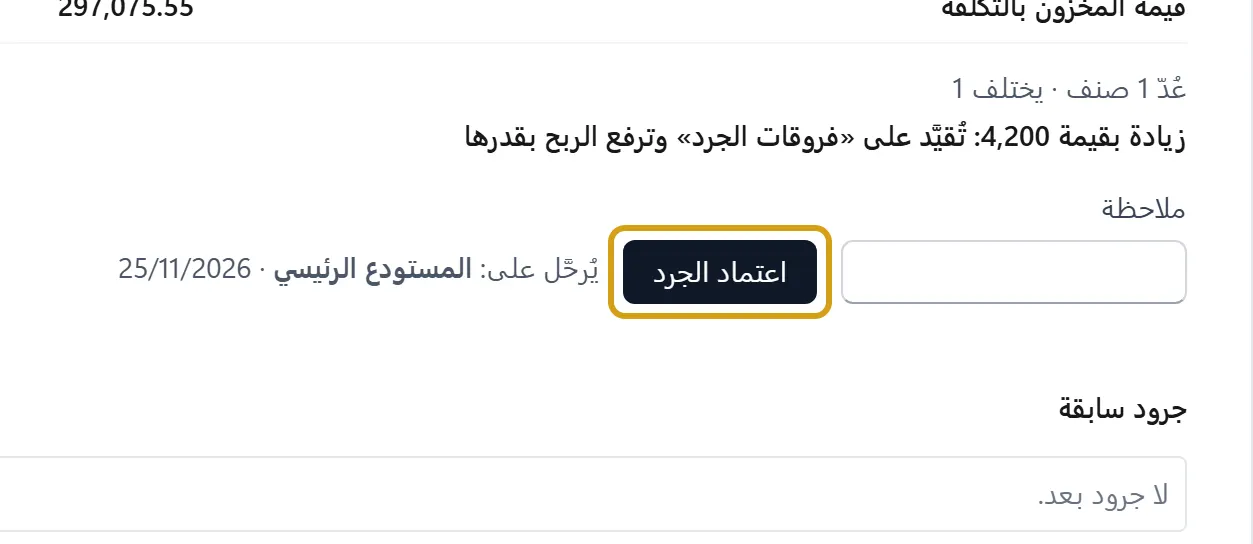 قيمة المخزون بالتكلفة 297,075.55
عُدّ 1 صنف · يختلف 1
زيادة بقيمة 4,200: تُقيَّد على «فروقات الجرد» وترفع الربح بقدرها
ملاحظة
اعتماد الجرد يُرحَّل على: المستودع الرئيسي · 25/11/2026
جرود سابقة
لا جرود بعد.